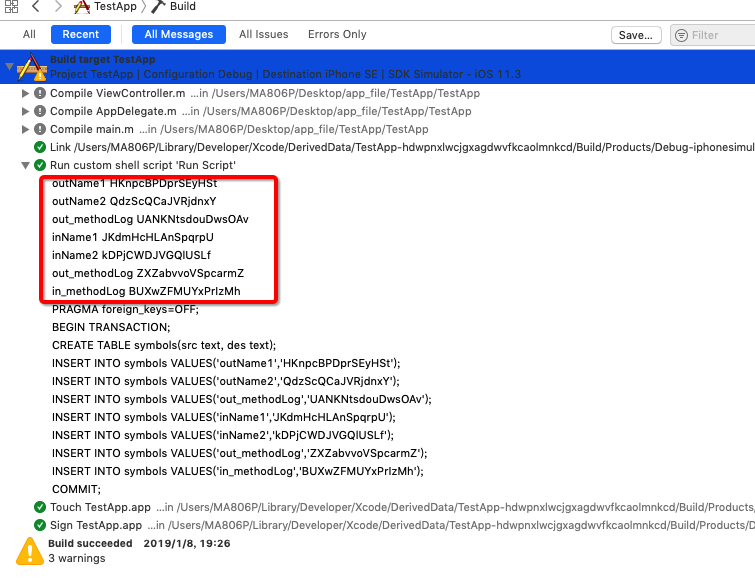 TestApp Build
All Recent All Messages All Issues Errors Only Save... Filter
Build target TestApp
Project TestApp | Configuration Debug | Destination iPhone SE | SDK Simulator - iOS 11.3
Compile ViewController.m ...in /Users/MA806P/Desktop/app_file/TestApp/TestApp
Compile AppDelegate.m ...in /Users/MA806P/Desktop/app_file/TestApp/TestApp
Compile main.m ...in /Users/MA806P/Desktop/app_file/TestApp/TestApp
Link /Users/MA806P/Library/Developer/Xcode/DerivedData/TestApp-hdwpnxlwcjgxagdwvfkcaolmnkcd/Build/Products/Debug-iphonesimul
Run custom shell script 'Run Script'
outName1 HKnpcBPDprSEyHSt
outName2 QdzScQCaJVRjdnxY
out_methodLog UANKNtsdouDwsOAv
inName1 JKdmHcHLAnSpqrpU
inName2 kDPjCWDJVGQlUSLf
out_methodLog ZXZabvvoVSpcarmZ
in_methodLog BUXwZFMUYxPrIzMh
PRAGMA foreign_keys=OFF;
BEGIN TRANSACTION;
CREATE TABLE symbols(src text, des text);
INSERT INTO symbols VALUES('outName1','HKnpcBPDprSEyHSt');
INSERT INTO symbols VALUES('outName2','QdzScQCaJVRjdnxY');
INSERT INTO symbols VALUES('out_methodLog','UANKNtsdouDwsOAv');
INSERT INTO symbols VALUES('inName1','JKdmHcHLAnSpqrpU');
INSERT INTO symbols VALUES('inName2','kDPjCWDJVGQlUSLf');
INSERT INTO symbols VALUES('out_methodLog','ZXZabvvoVSpcarmZ');
INSERT INTO symbols VALUES('in_methodLog','BUXwZFMUYxPrIzMh');
COMMIT;
Touch TestApp.app ...in /Users/MA806P/Library/Developer/Xcode/DerivedData/TestApp-hdwpnxlwcjgxagdwvfkcaolmnkcd/Build/Products/
Sign TestApp.app ...in /Users/MA806P/Library/Developer/Xcode/DerivedData/TestApp-hdwpnxlwcjgxagdwvfkcaolmnkcd/Build/Products/D
Build succeeded 2019/1/8, 19:26
3 warnings